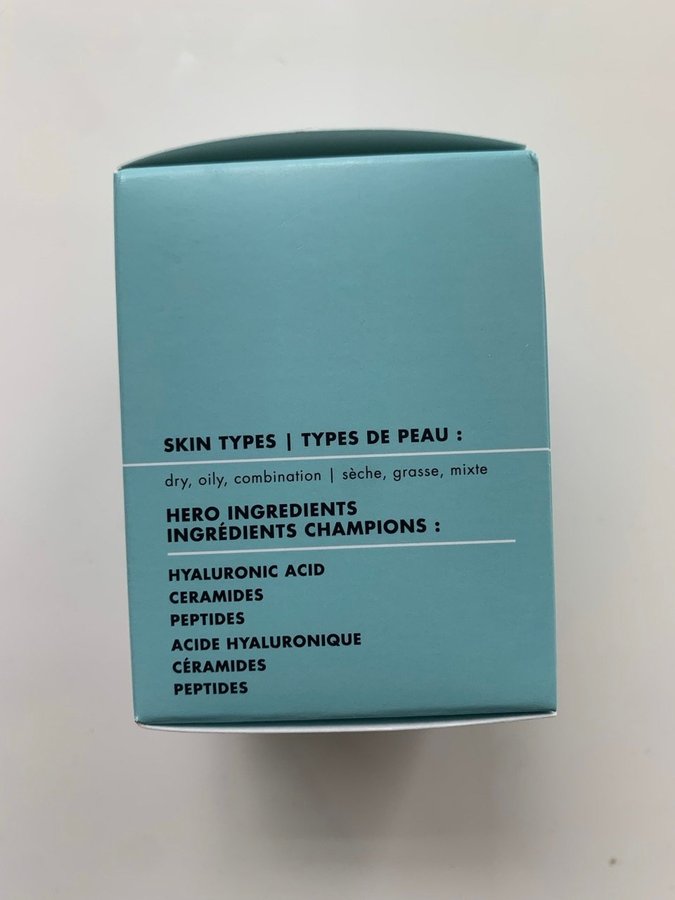 SKIN TYPES | TYPES DE PEAU :
dry, oily, combination | sèche, grasse, mixte
HERO INGREDIENTS
INGRÉDIENTS CHAMPIONS :
HYALURONIC ACID
CERAMIDES
PEPTIDES
ACIDE HYALURONIQUE
CÉRAMIDES
PEPTIDES